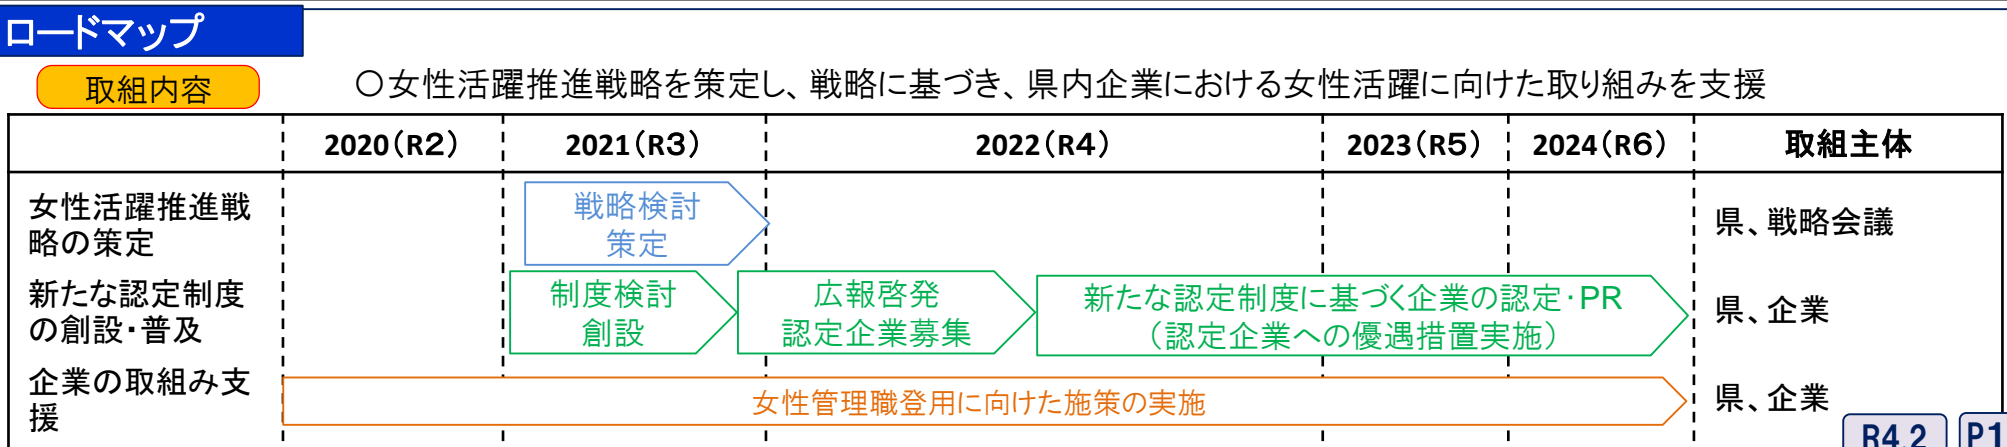 ロードマップ
取組内容
○女性活躍推進戦略を策定し、戦略に基づき、県内企業における女性活躍に向けた取り組みを支援
2020(R2) 2021(R3) 2022(R4) 2023(R5) 2024(R6) 取組主体
女性活躍推進戦
略の策定
戦略検討
策定
県、戦略会議
新たな認定制度
の創設・普及
制度検討
創設
広報啓発
認定企業募集
新たな認定制度に基づく企業の認定・PR
(認定企業への優遇措置実施)
県、企業
企業の取組み支
援
女性管理職登用に向けた施策の実施
県、企業
R4.2
P1